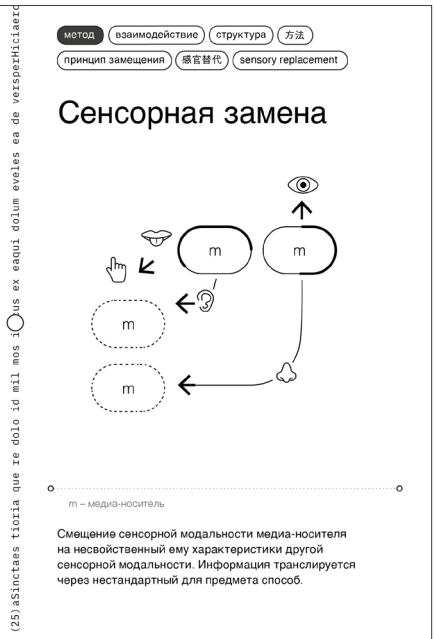 метод взаимодействие структура 方法
принцип замещения 感官替代 sensory replacement
Сенсорная замена
m m
m
m
m – медиа-носитель
Смещение сенсорной модальности медиа-носителя
на несвойственный ему характеристики другой
сенсорной модальности. Информация транслируется
через нестандартный для предмета способ.
(25)aSinctaes tioria que re dolo id mil mos ex eaqui dolum eveles ea de versperHiciaero